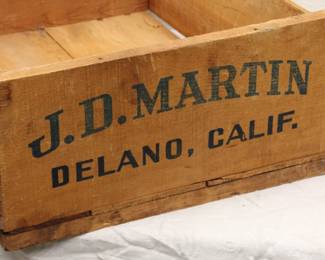 J.D. MARTIN
DELANO, CALIF.